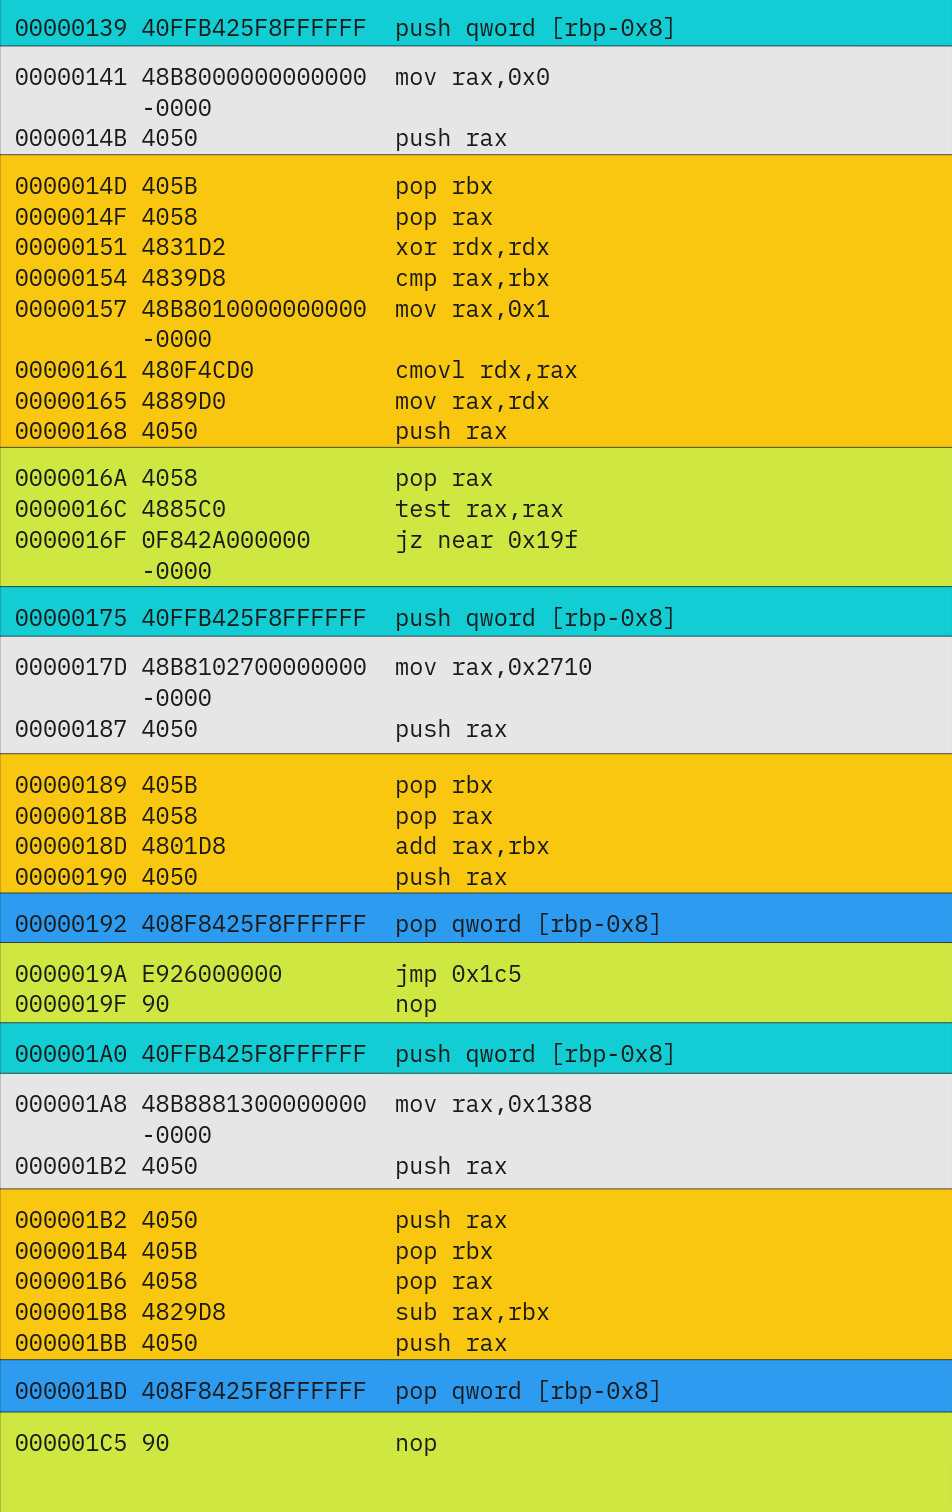 00000139 40FFB425F8FFFFFF push qword [rbp-0x8]
00000141 48B8000000000000 mov rax,0x0
-0000
0000014B 4050 push rax
0000014D 405B pop rbx
0000014F 4058 pop rax
00000151 4831D2 xor rdx,rdx
00000154 4839D8 cmp rax,rbx
00000157 48B8010000000000 mov rax,0x1
-0000
00000161 480F4CD0 cmovl rdx,rax
00000165 4889D0 mov rax,rdx
00000168 4050 push rax
0000016A 4058 pop rax
0000016C 4885C0 test rax,rax
0000016F 0F842A000000 jz near 0x19f
-0000
00000175 40FFB425F8FFFFFF push qword [rbp-0x8]
0000017D 48B8102700000000 mov rax,0x2710
-0000
00000187 4050 push rax
00000189 405B pop rbx
0000018B 4058 pop rax
0000018D 4801D8 add rax,rbx
00000190 4050 push rax
00000192 408F8425F8FFFFFF pop qword [rbp-0x8]
0000019A E926000000 jmp 0x1c5
0000019F 90 nop
000001A0 40FFB425F8FFFFFF push qword [rbp-0x8]
000001A8 48B8881300000000 mov rax,0x1388
-0000
000001B2 4050 push rax
000001B2 4050 push rax
000001B4 405B pop rbx
000001B6 4058 pop rax
000001B8 4829D8 sub rax,rbx
000001BB 4050 push rax
000001BD 408F8425F8FFFFFF pop qword [rbp-0x8]
000001C5 90 nop